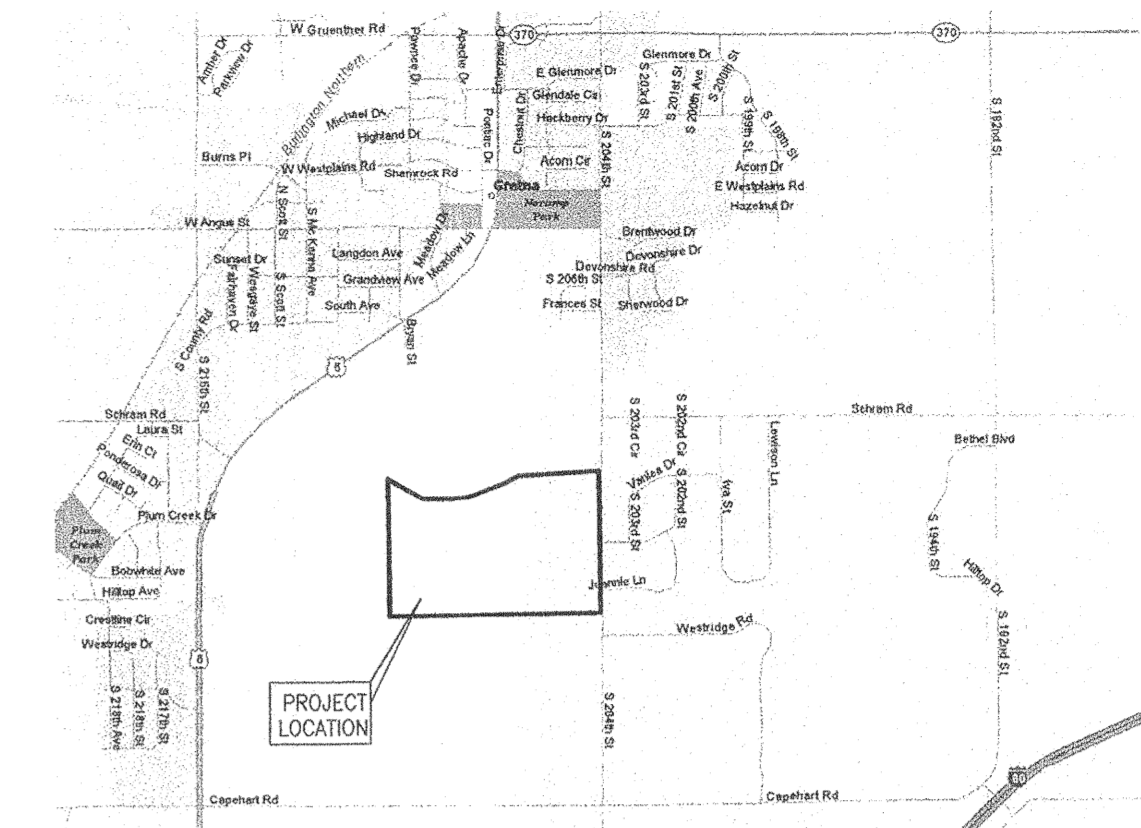 W Gruenther Rd
370
370
Amber Dr
Parkview Dr
Burlington Northern
Pawnee Dr
Apache Dr
Enterprise Dr
Glenmore Dr
E Glenmore Dr
Glendale Cir
Hackberry Dr
S 203rd St
S 201st St
S 200th Ave
S 200th St
S 199th St
S 198th St
S 192nd St
Michael Dr
Highland Dr
Pontiac Dr
Chestnut Dr
Burns Pl
W Westplains Rd
Shamrock Rd
Acorn Cir
S 204th St
Acorn Dr
E Westplains Rd
Hazelnut Dr
Gretna
Park
N Scott St
S Mc Kenna Ave
W Angus St
Meadow Dr
Meadow Ln
Brentwood Dr
Sunset Dr
Langdon Ave
Devonshire Dr
Devonshire Rd
Fairhaven Dr
S Scott St
Grandview Ave
S 206th St
South Ave
Frances St
Sherwood Dr
S County Rd
Bryan St
6
S 216th St
Schram Rd
Schram Rd
Laura St
Erin Ct
Ponderosa Dr
Quail Dr
S 203rd Cir
S 202nd Cir
Lewison Ln
Bethel Blvd
S 202nd St
Iva St
S 203rd St
Plum Creek Dr
Plum
Creek
Park
S 194th St
Bobwhite Ave
Hilltop Ave
Hilltop Dr
Crestline Cir
Westridge Dr
Westridge Rd
S 192nd St
6
S 218th Ave
S 218th St
S 217th St
PROJECT
LOCATION
S 204th St
80
Capehart Rd
Capehart Rd